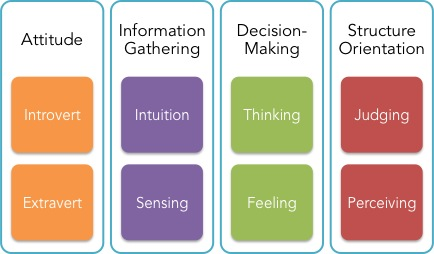 Attitude
Information
Gathering
Decision-
Making
Structure
Orientation
Introvert
Intuition
Thinking
Judging
Extravert
Sensing
Feeling
Perceiving